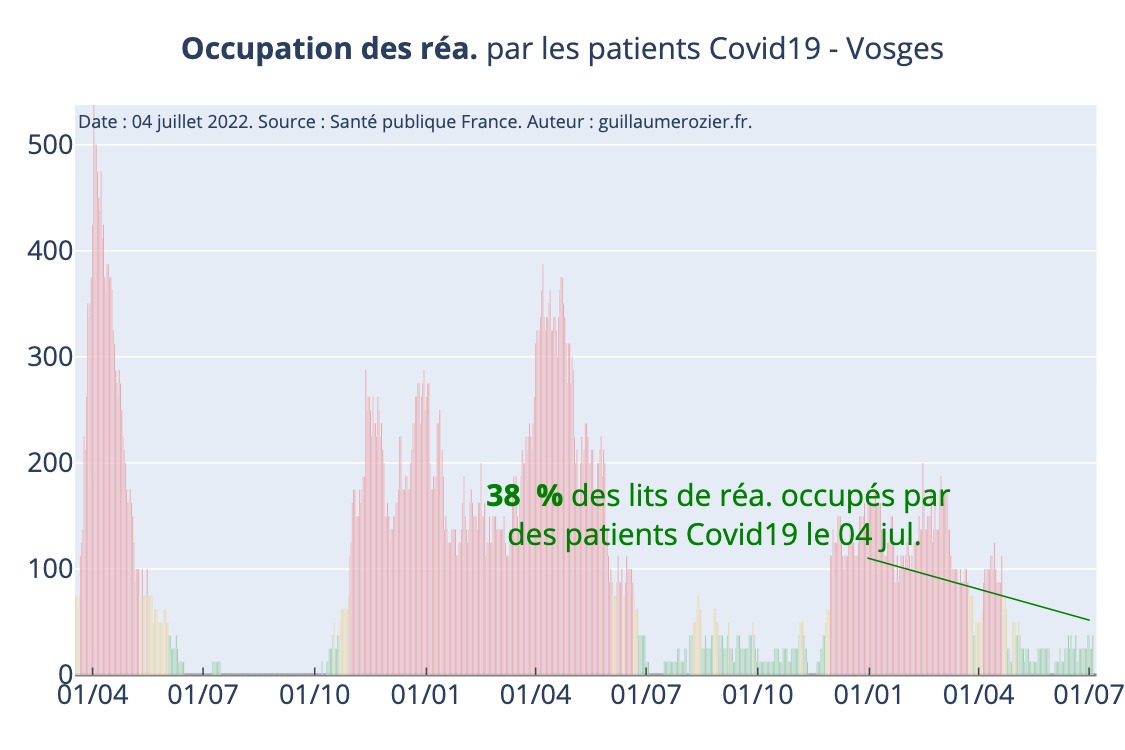 Occupation des réa. par les patients Covid19 - Vosges
Date : 04 juillet 2022. Source : Santé publique France. Auteur : guillaumerozier.fr.
500
400
300
200
38 % des lits de réa. occupés par
des patients Covid19 le 04 jul.
100
0
01/04 01/07 01/10 01/01 01/04 01/07 01/10 01/01 01/04 01/07